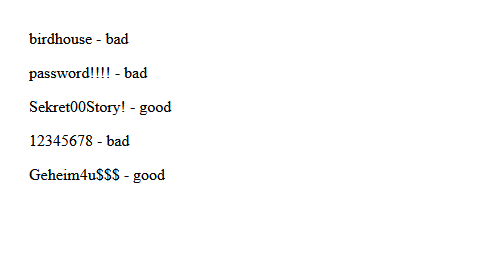 birdhouse - bad
password!!!! - bad
Sekret00Story! - good
12345678 - bad
Geheim4u$$$ - good